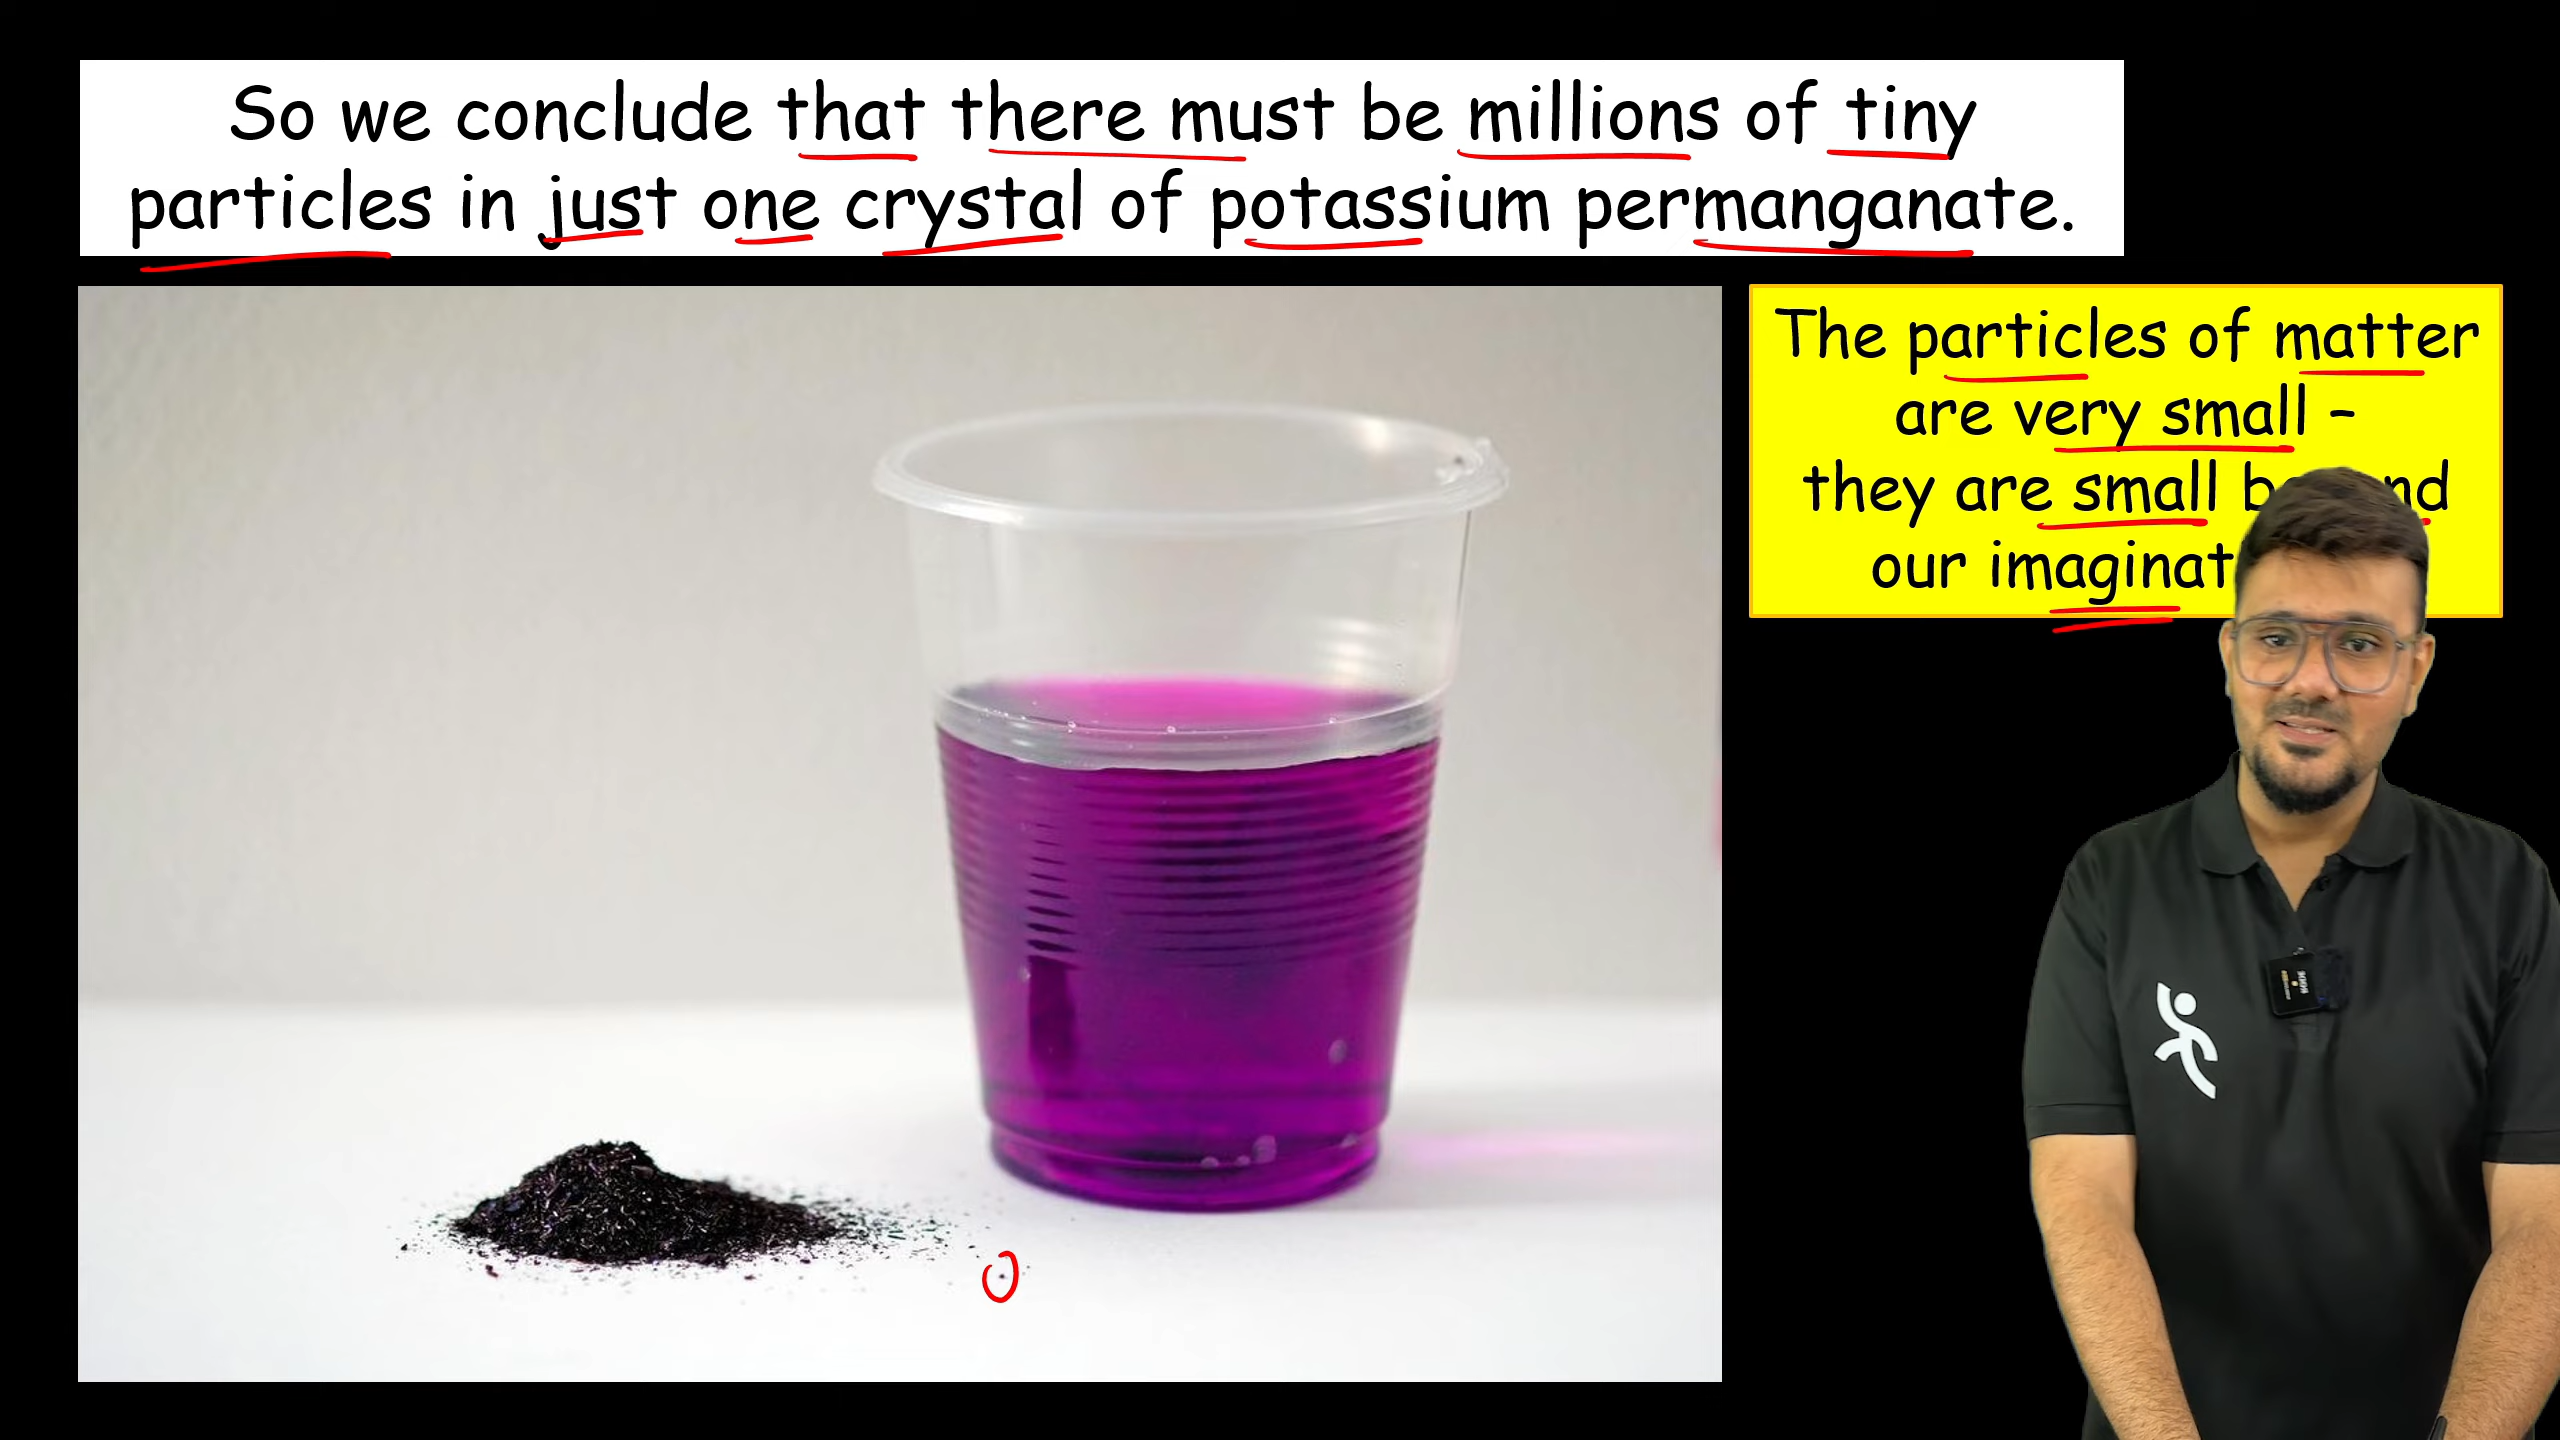 So we conclude that there must be millions of tiny
particles in just one crystal of potassium permanganate.
The particles of matter
are very small –
they are small
our